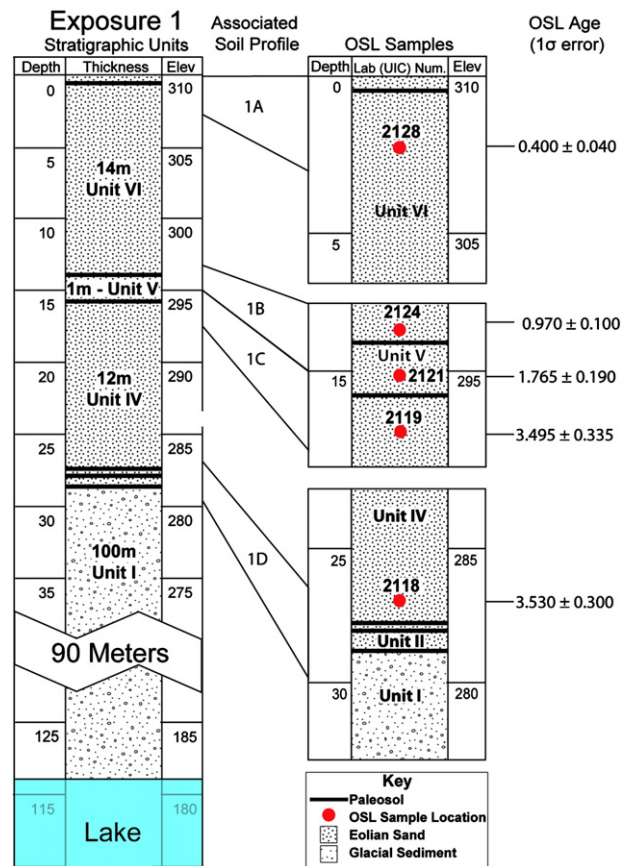 Exposure 1
Stratigraphic Units
Depth Thickness Elev
0 310
5 305
14m
Unit VI
10 300
1m - Unit V
15 295
12m
Unit IV
20 290
25 285
30 280
100m
Unit I
35 275
90 Meters
125 185
115 180
Lake
Associated
Soil Profile
1A
1B
1C
1D
OSL Samples
Depth Lab (UIC) Num. Elev
0 310
2128
Unit VI
5 305
2124
Unit V
15 2121 295
2119
Unit IV
25 285
2118
Unit II
30 Unit I 280
OSL Age
(1σ error)
0.400 ± 0.040
0.970 ± 0.100
1.765 ± 0.190
3.495 ± 0.335
3.530 ± 0.300
Key
Paleosol
OSL Sample Location
Eolian Sand
Glacial Sediment